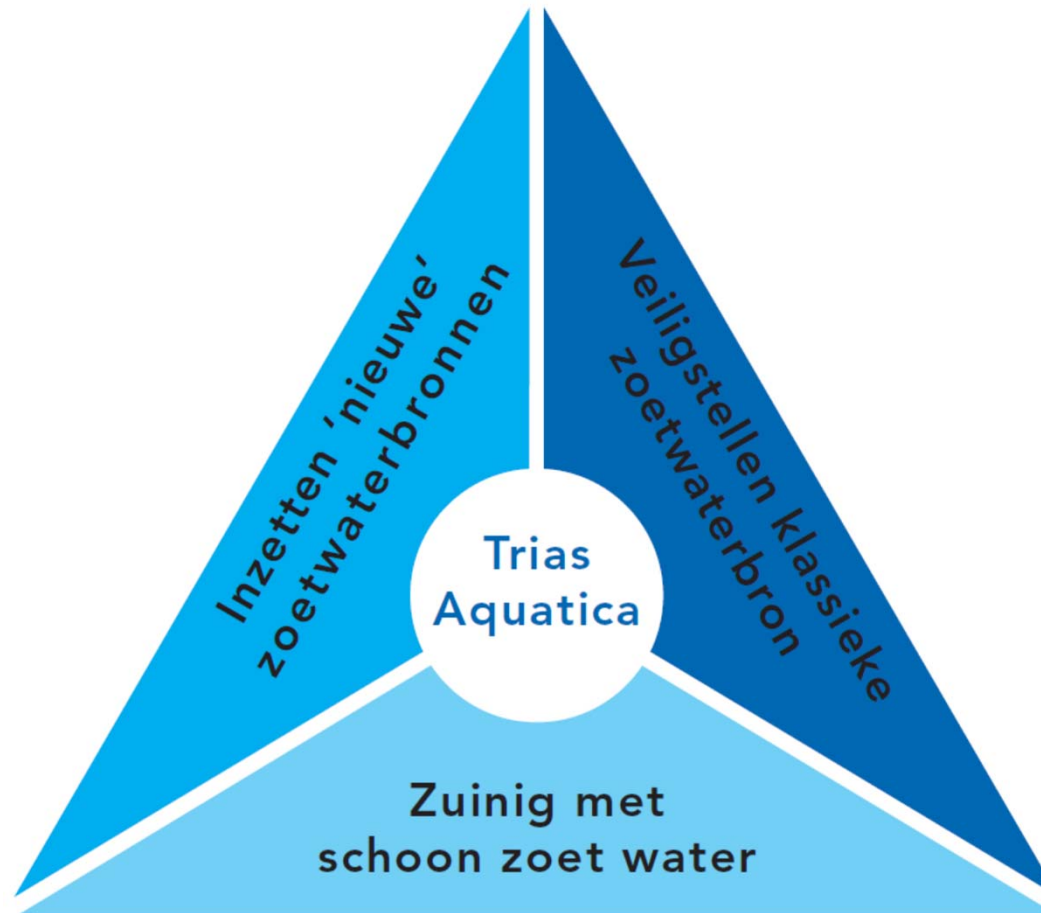 Inzetten ‘nieuwe’
zoetwaterbronnen
Veiligstellen klassieke
zoetwaterbron
Trias
Aquatica
Zuinig met
schoon zoet water